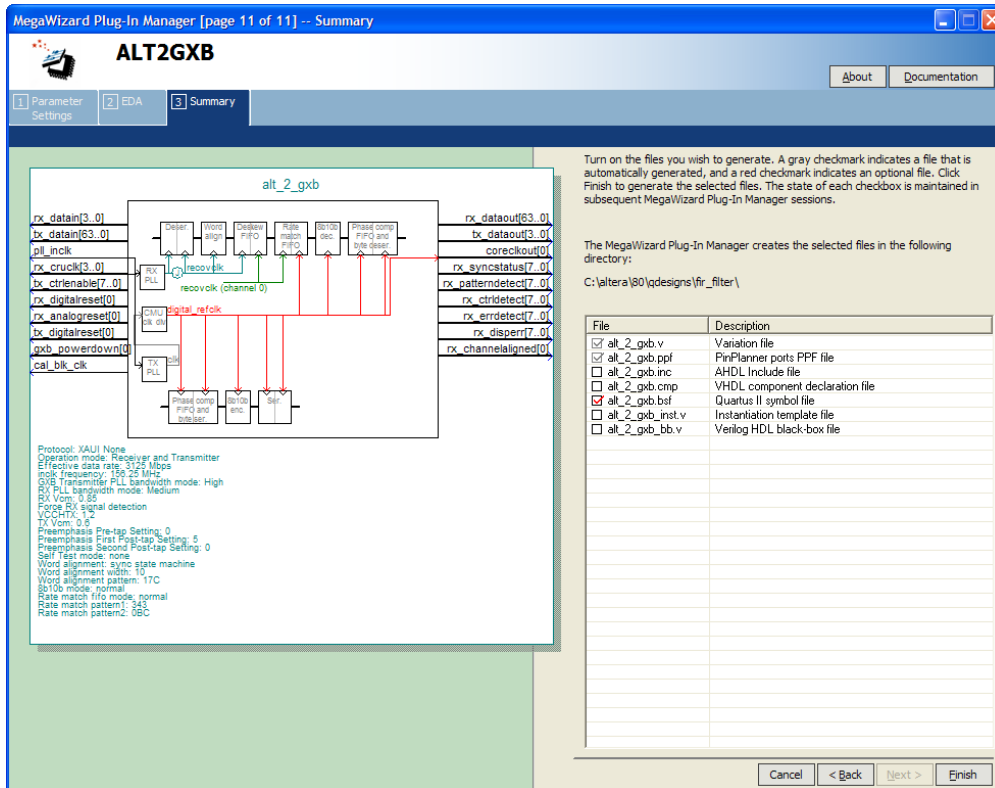 MegaWizard Plug-In Manager [page 11 of 11] -- Summary
ALT2GXB
About
Documentation
1 Parameter Settings
2 EDA
3 Summary
Turn on the files you wish to generate. A gray checkmark indicates a file that is
automatically generated, and a red checkmark indicates an optional file. Click
Finish to generate the selected files. The state of each checkbox is maintained in
subsequent MegaWizard Plug-In Manager sessions.
The MegaWizard Plug-In Manager creates the selected files in the following
directory:
C:\altera\80\qdesigns\fir_filter\
alt_2_gxb
rx_datain[3..0]
tx_datain[63..0]
pll_inclk
rx_cruclk[3..0]
tx_ctrlenable[7..0]
rx_digitalreset[0]
rx_analogreset[0]
tx_digitalreset[0]
gxb_powerdown[0]
cal_blk_clk
Deser.
Word
align
Deskew
FIFO
Rate
match
FIFO
8b10b
dec.
Phase comp
FIFO and
byte deser.
RX
PLL
recovclk
recovclk (channel 0)
CMU
clk div
digital_refclk
TX
PLL
clk
Phase comp
FIFO and
byteser.
8b10b
enc.
Ser.
rx_dataout[63..0]
tx_dataout[3..0]
coreclkout[0]
rx_syncstatus[7..0]
rx_patterndetect[7..0]
rx_ctrldetect[7..0]
rx_errdetect[7..0]
rx_disperr[7..0]
rx_channelaligned[0]
Protocol: XAUI None
Operation mode: Receiver and Transmitter
Effective data rate: 3125 Mbps
inclk frequency: 156.25 MHz
GXB Transmitter PLL bandwidth mode: High
RX PLL bandwidth mode: Medium
RX Vcm: 0.85
Force RX signal detection
VCCHTX: 1.2
TX Vcm: 0.6
Preemphasis Pre-tap Setting: 0
Preemphasis First Post-tap Setting: 5
Preemphasis Second Post-tap Setting: 0
Self Test mode: none
Word alignment: sync state machine
Word alignment width: 10
Word alignment pattern: 17C
8b10b mode: normal
Rate match fifo mode: normal
Rate match pattern1: 343
Rate match pattern2: 0BC
File Description
alt_2_gxb.v Variation file
alt_2_gxb.ppf PinPlanner ports PPF file
alt_2_gxb.inc AHDL Include file
alt_2_gxb.cmp VHDL component declaration file
alt_2_gxb.bsf Quartus II symbol file
alt_2_gxb_inst.v Instantiation template file
alt_2_gxb_bb.v Verilog HDL black-box file
Cancel
< Back
Next >
Finish